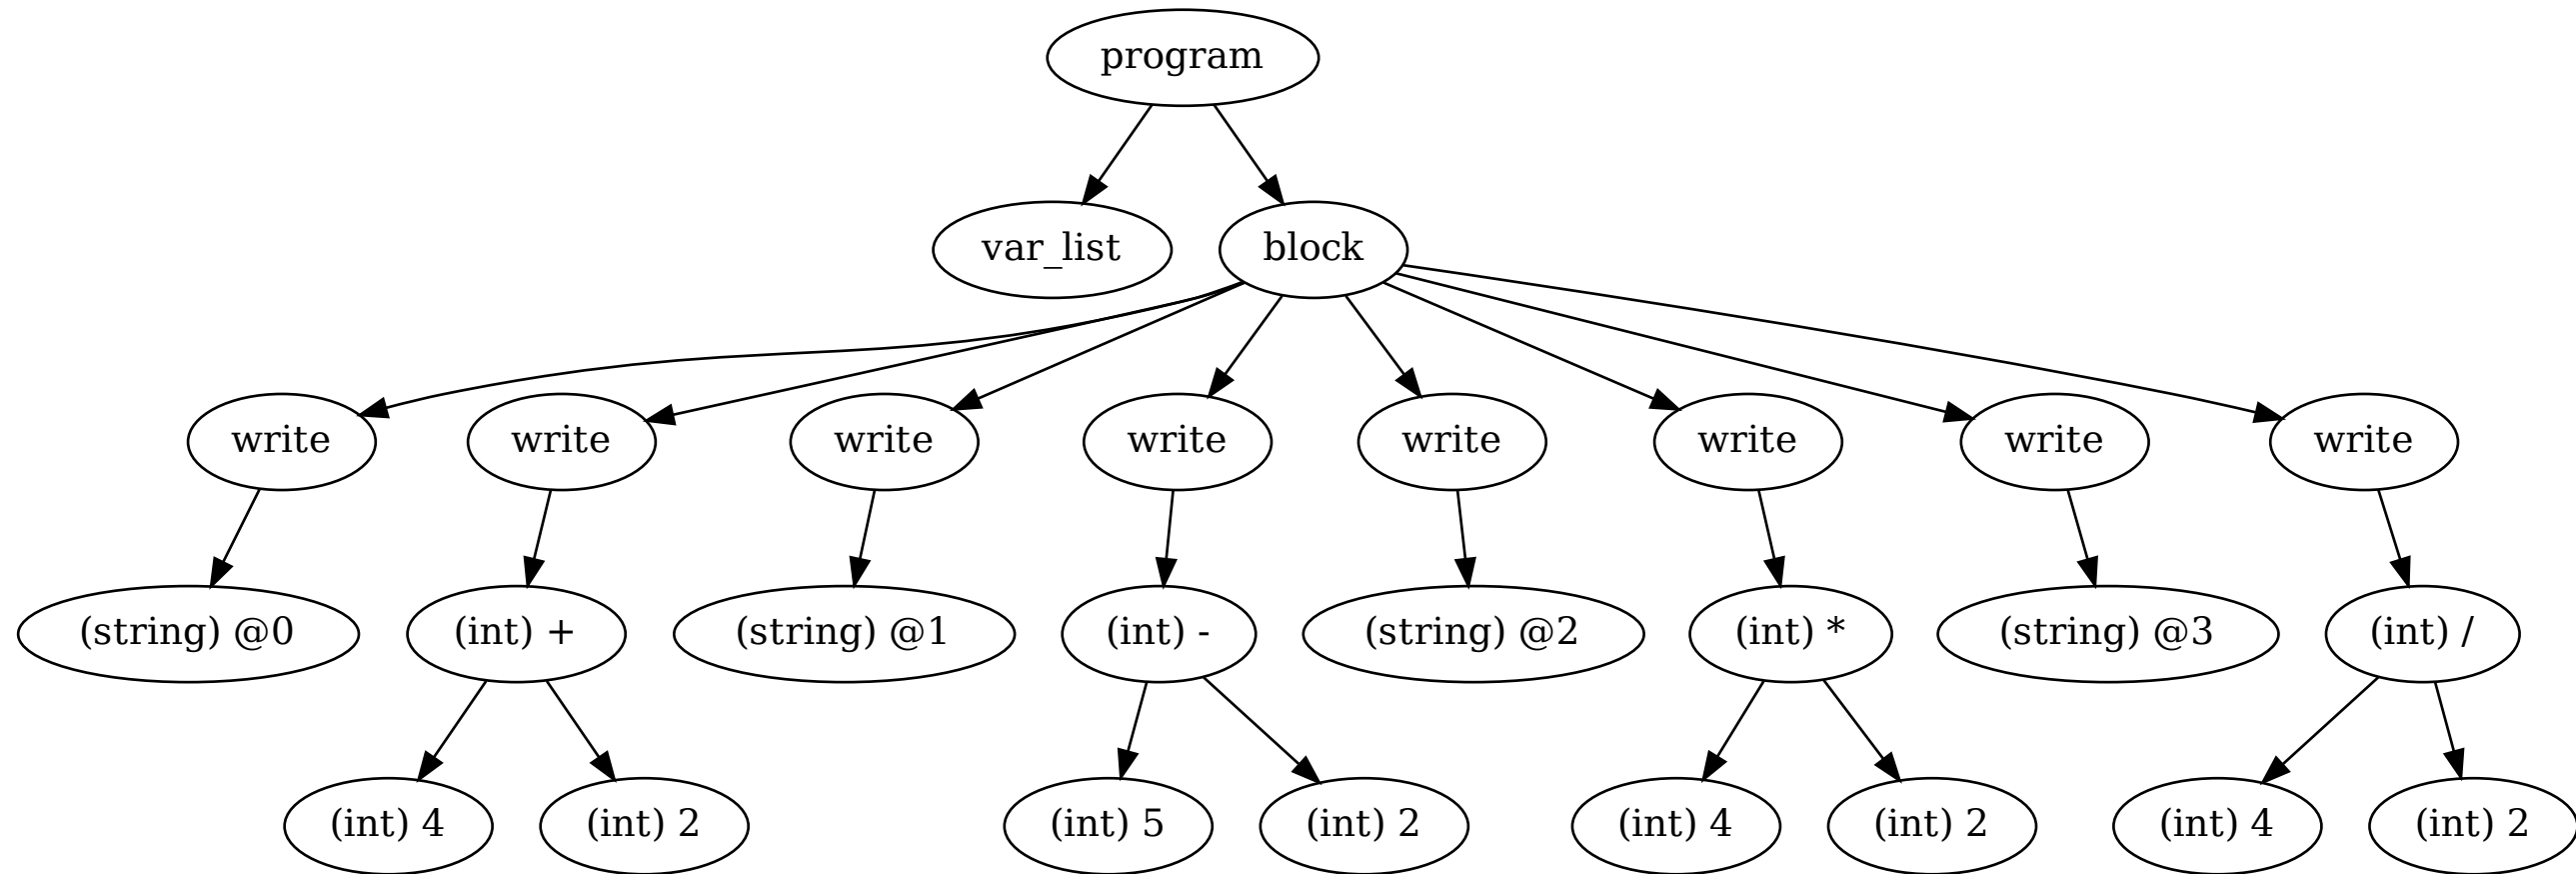 program
var_list
block
write
write
write
write
write
write
write
write
(string) @0
(int) +
(string) @1
(int) -
(string) @2
(int) *
(string) @3
(int) /
(int) 4
(int) 2
(int) 5
(int) 2
(int) 4
(int) 2
(int) 4
(int) 2